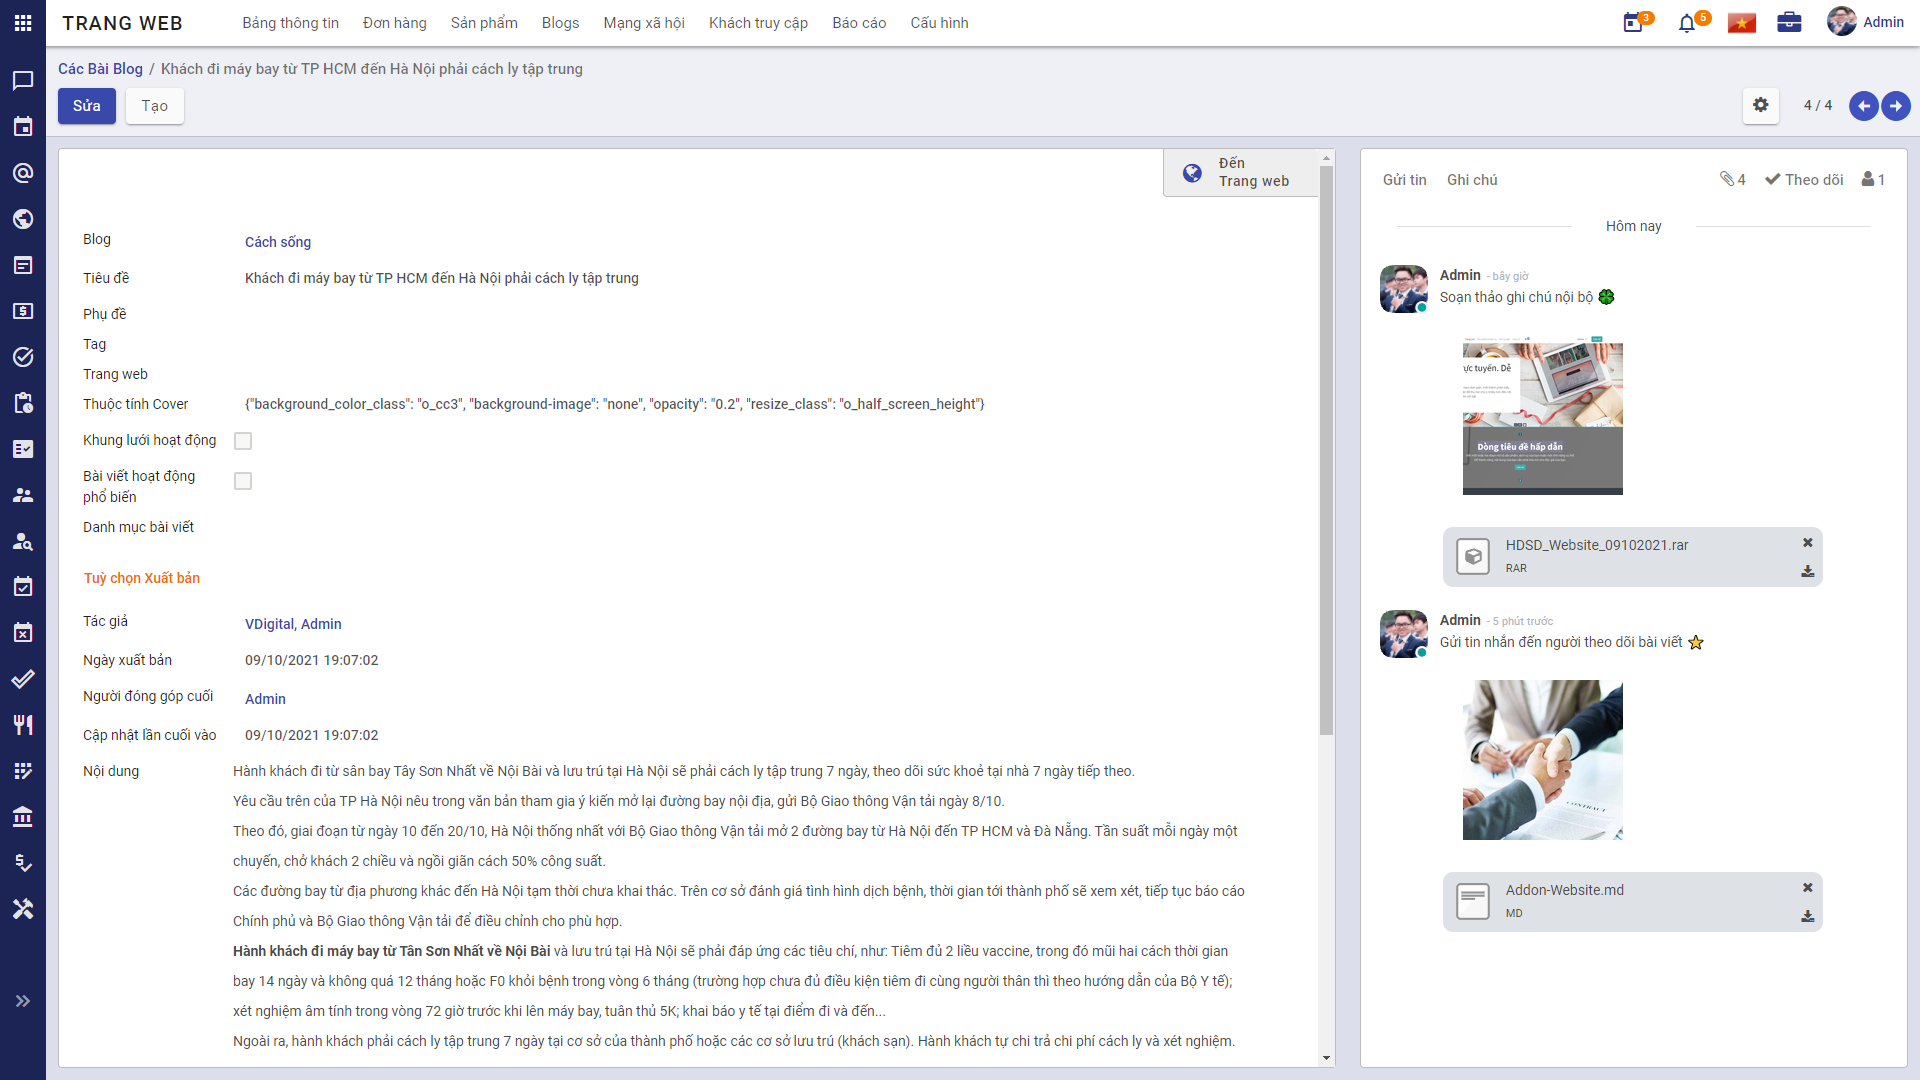 TRANG WEB Bảng thông tin Đơn hàng Sản phẩm Blogs Mạng xã hội Khách truy cập Báo cáo Cấu hình 3 5 Admin
Các Bài Blog / Khách đi máy bay từ TP HCM đến Hà Nội phải cách ly tập trung
Sửa Tạo 4 / 4
Đến
Trang web
Blog Cách sống
Tiêu đề Khách đi máy bay từ TP HCM đến Hà Nội phải cách ly tập trung
Phụ đề
Tag
Trang web
Thuộc tính Cover {"background_color_class": "o_cc3", "background-image": "none", "opacity": "0.2", "resize_class": "o_half_screen_height"}
Khung lưới hoạt động
Bài viết hoạt động
phổ biến
Danh mục bài viết
Tuỳ chọn Xuất bản
Tác giả VDigital, Admin
Ngày xuất bản 09/10/2021 19:07:02
Người đóng góp cuối Admin
Cập nhật lần cuối vào 09/10/2021 19:07:02
Nội dung Hành khách đi từ sân bay Tây Sơn Nhất về Nội Bài và lưu trú tại Hà Nội sẽ phải cách ly tập trung 7 ngày, theo dõi sức khoẻ tại nhà 7 ngày tiếp theo.
Yêu cầu trên của TP Hà Nội nêu trong văn bản tham gia ý kiến mở lại đường bay nội địa, gửi Bộ Giao thông Vận tải ngày 8/10.
Theo đó, giai đoạn từ ngày 10 đến 20/10, Hà Nội thống nhất với Bộ Giao thông Vận tải mở 2 đường bay từ Hà Nội đến TP HCM và Đà Nẵng. Tần suất mỗi ngày một
chuyến, chở khách 2 chiều và ngồi giãn cách 50% công suất.
Các đường bay từ địa phương khác đến Hà Nội tạm thời chưa khai thác. Trên cơ sở đánh giá tình hình dịch bệnh, thời gian tới thành phố sẽ xem xét, tiếp tục báo cáo
Chính phủ và Bộ Giao thông Vận tải để điều chỉnh cho phù hợp.
Hành khách đi máy bay từ Tân Sơn Nhất về Nội Bài và lưu trú tại Hà Nội sẽ phải đáp ứng các tiêu chí, như: Tiêm đủ 2 liều vaccine, trong đó mũi hai cách thời gian
bay 14 ngày và không quá 12 tháng hoặc F0 khỏi bệnh trong vòng 6 tháng (trường hợp chưa đủ điều kiện tiêm đi cùng người thân thì theo hướng dẫn của Bộ Y tế);
xét nghiệm âm tính trong vòng 72 giờ trước khi lên máy bay, tuân thủ 5K; khai báo y tế tại điểm đi và đến...
Ngoài ra, hành khách phải cách ly tập trung 7 ngày tại cơ sở của thành phố hoặc các cơ sở lưu trú (khách sạn). Hành khách tự chi trả chi phí cách ly và xét nghiệm.
Gửi tin Ghi chú 4 Theo dõi 1
Hôm nay
Admin - bây giờ
Soạn thảo ghi chú nội bộ
ực tuyến. Dễ
Dòng tiêu đề hấp dẫn
HDSD_Website_09102021.rar
RAR
Admin - 5 phút trước
Gửi tin nhắn đến người theo dõi bài viết
CONTRACT
Addon-Website.md
MD